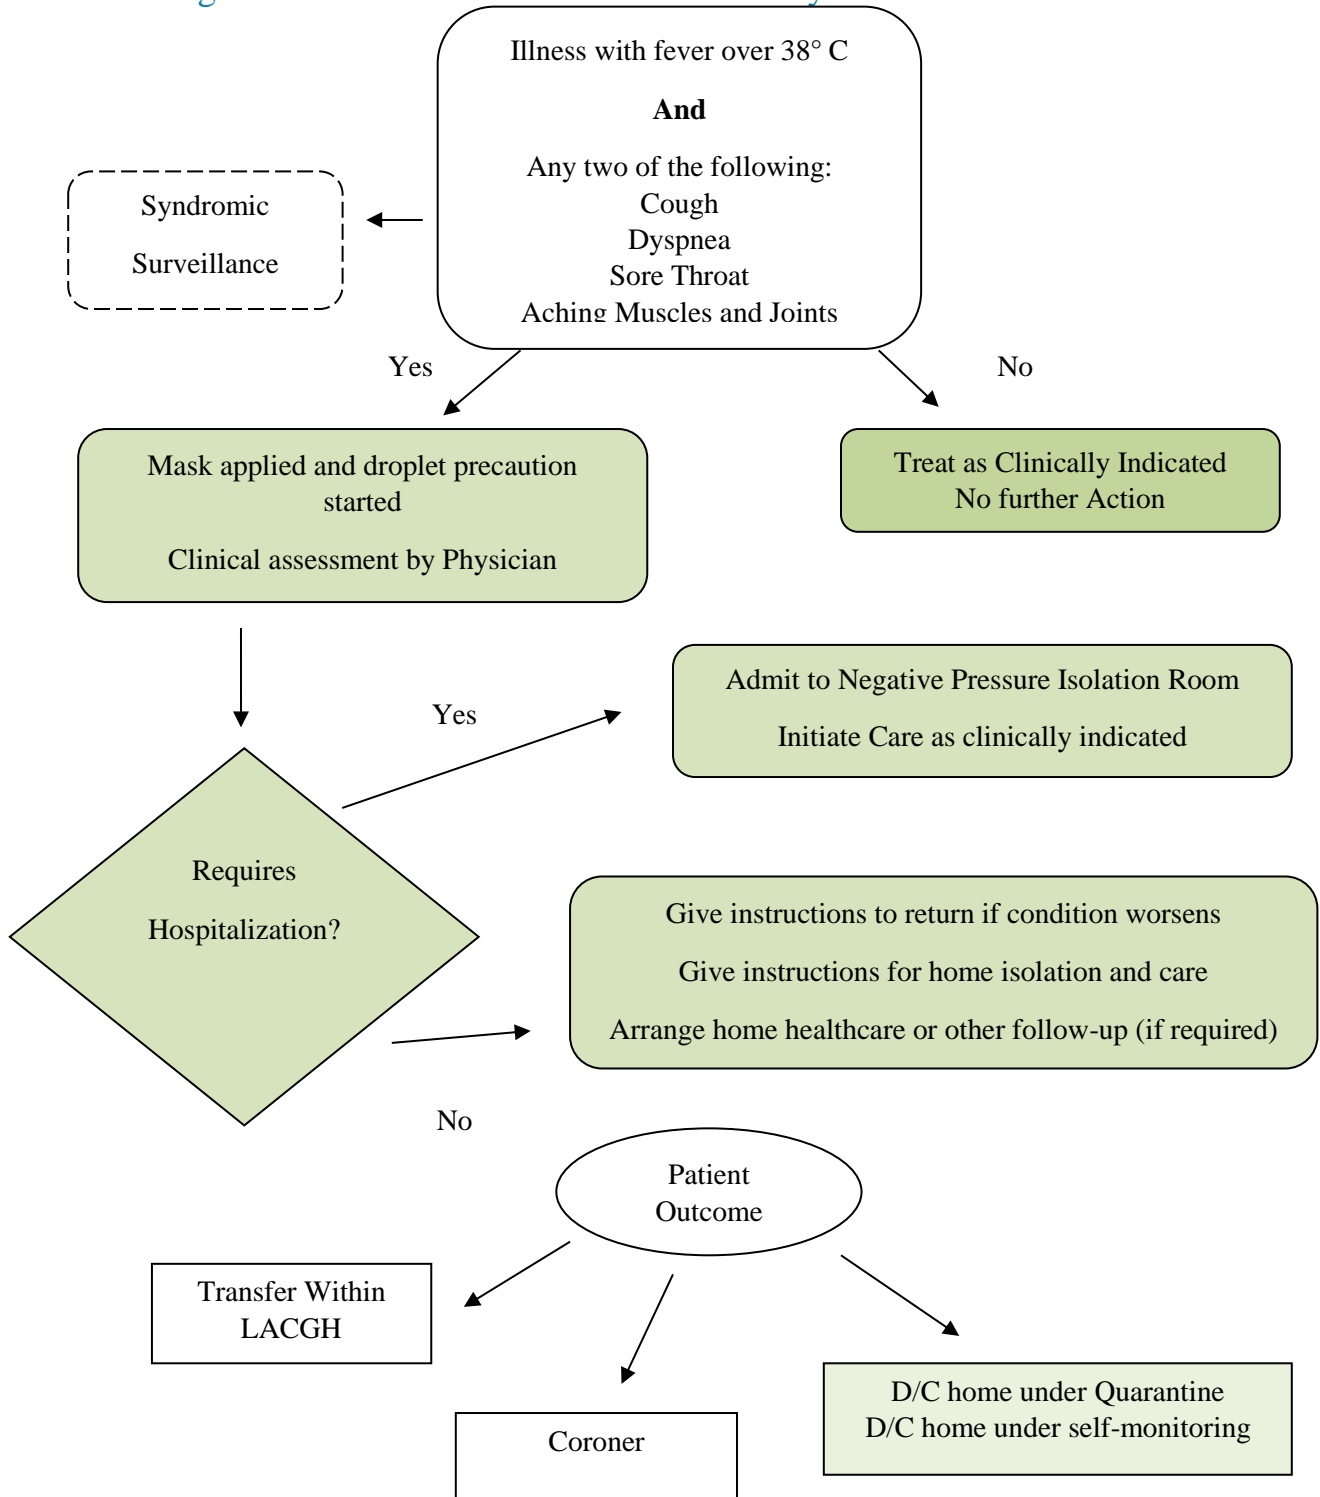 Illness with fever over 38° C
And
Any two of the following:
Cough
Dyspnea
Sore Throat
Aching Muscles and Joints
Syndromic
Surveillance
Yes
No
Mask applied and droplet precaution
started
Clinical assessment by Physician
Treat as Clinically Indicated
No further Action
Yes
Admit to Negative Pressure Isolation Room
Initiate Care as clinically indicated
Requires
Hospitalization?
Give instructions to return if condition worsens
Give instructions for home isolation and care
Arrange home healthcare or other follow-up (if required)
No
Patient
Outcome
Transfer Within
LACGH
Coroner
D/C home under Quarantine
D/C home under self-monitoring